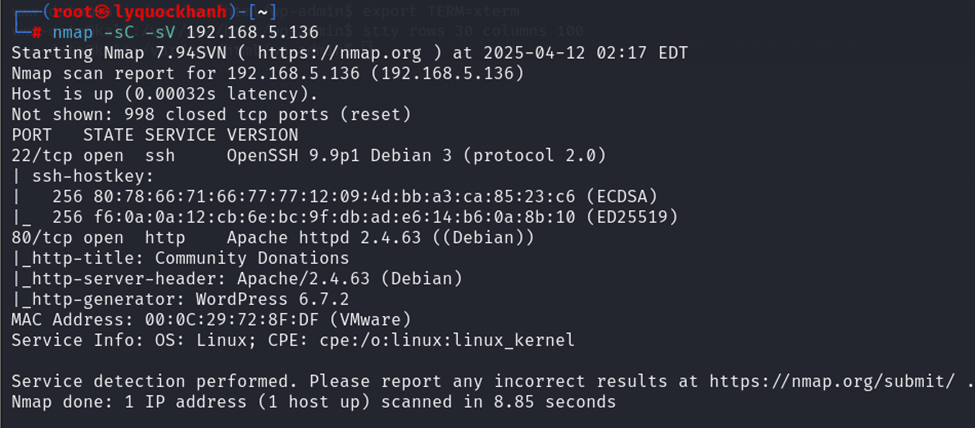 ┌──(root㉿lyquockhanh)-[~]
└─# nmap -sC -sV 192.168.5.136
Starting Nmap 7.94SVN ( https://nmap.org ) at 2025-04-12 02:17 EDT
Nmap scan report for 192.168.5.136 (192.168.5.136)
Host is up (0.00032s latency).
Not shown: 998 closed tcp ports (reset)
PORT   STATE SERVICE VERSION
22/tcp open  ssh     OpenSSH 9.9p1 Debian 3 (protocol 2.0)
| ssh-hostkey:
|   256 80:78:66:71:66:77:77:12:09:4d:bb:a3:ca:85:23:c6 (ECDSA)
|_  256 f6:0a:0a:12:cb:6e:bc:9f:db:ad:e6:14:b6:0a:8b:10 (ED25519)
80/tcp open  http    Apache httpd 2.4.63 ((Debian))
|_http-title: Community Donations
|_http-server-header: Apache/2.4.63 (Debian)
|_http-generator: WordPress 6.7.2
MAC Address: 00:0C:29:72:8F:DF (VMware)
Service Info: OS: Linux; CPE: cpe:/o:linux:linux_kernel

Service detection performed. Please report any incorrect results at https://nmap.org/submit/ .
Nmap done: 1 IP address (1 host up) scanned in 8.85 seconds